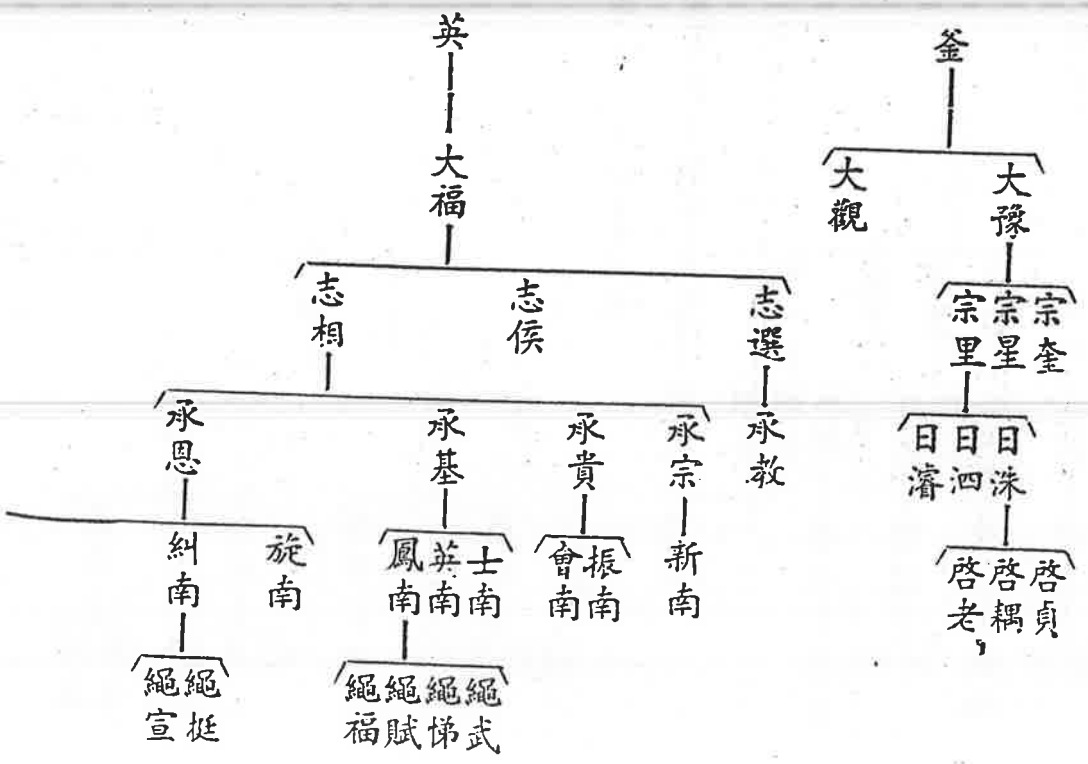 釜
大豫
大觀
宗奎
宗星
宗里
日洙
日泗
日濬
啓貞
啓耦
啓老
英
大福
志選
志侯
志相
承教
承宗
承貴
承基
承恩
新南
振南
會南
士南
英南
鳳南
旋南
糾南
繩武
繩悌
繩賦
繩福
繩挺
繩宣